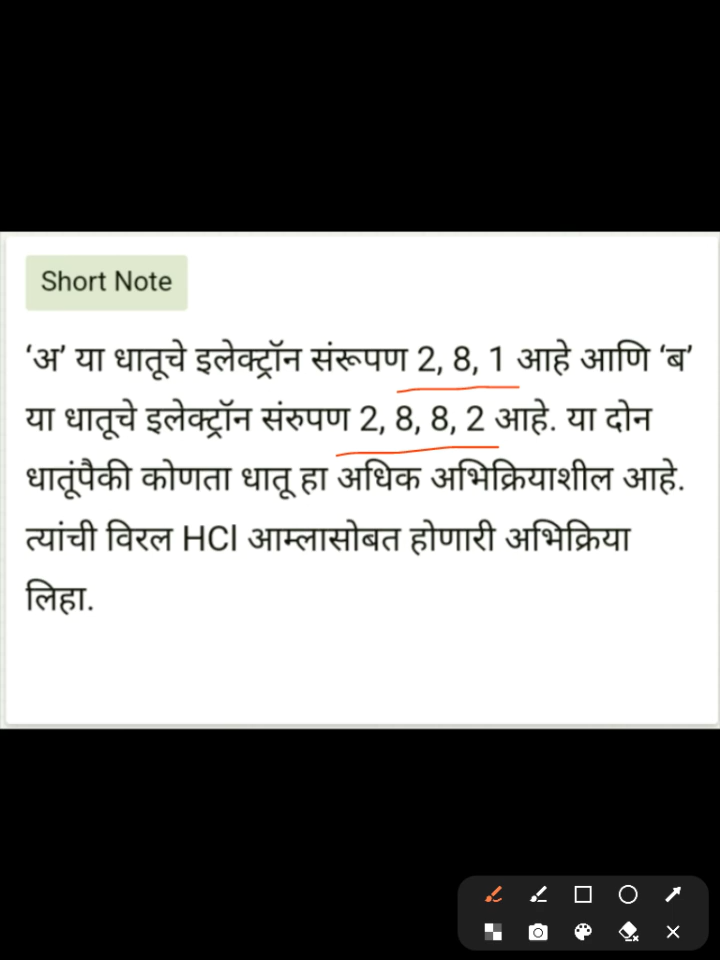 Short Note
‘अ’ या धातूचे इलेक्ट्रॉन संरूपण 2, 8, 1 आहे आणि ‘ब’
या धातूचे इलेक्ट्रॉन संरुपण 2, 8, 8, 2 आहे. या दोन
धातूंपैकी कोणता धातू हा अधिक अभिक्रियाशील आहे.
त्यांची विरल HCl आम्लासोबत होणारी अभिक्रिया
लिहा.